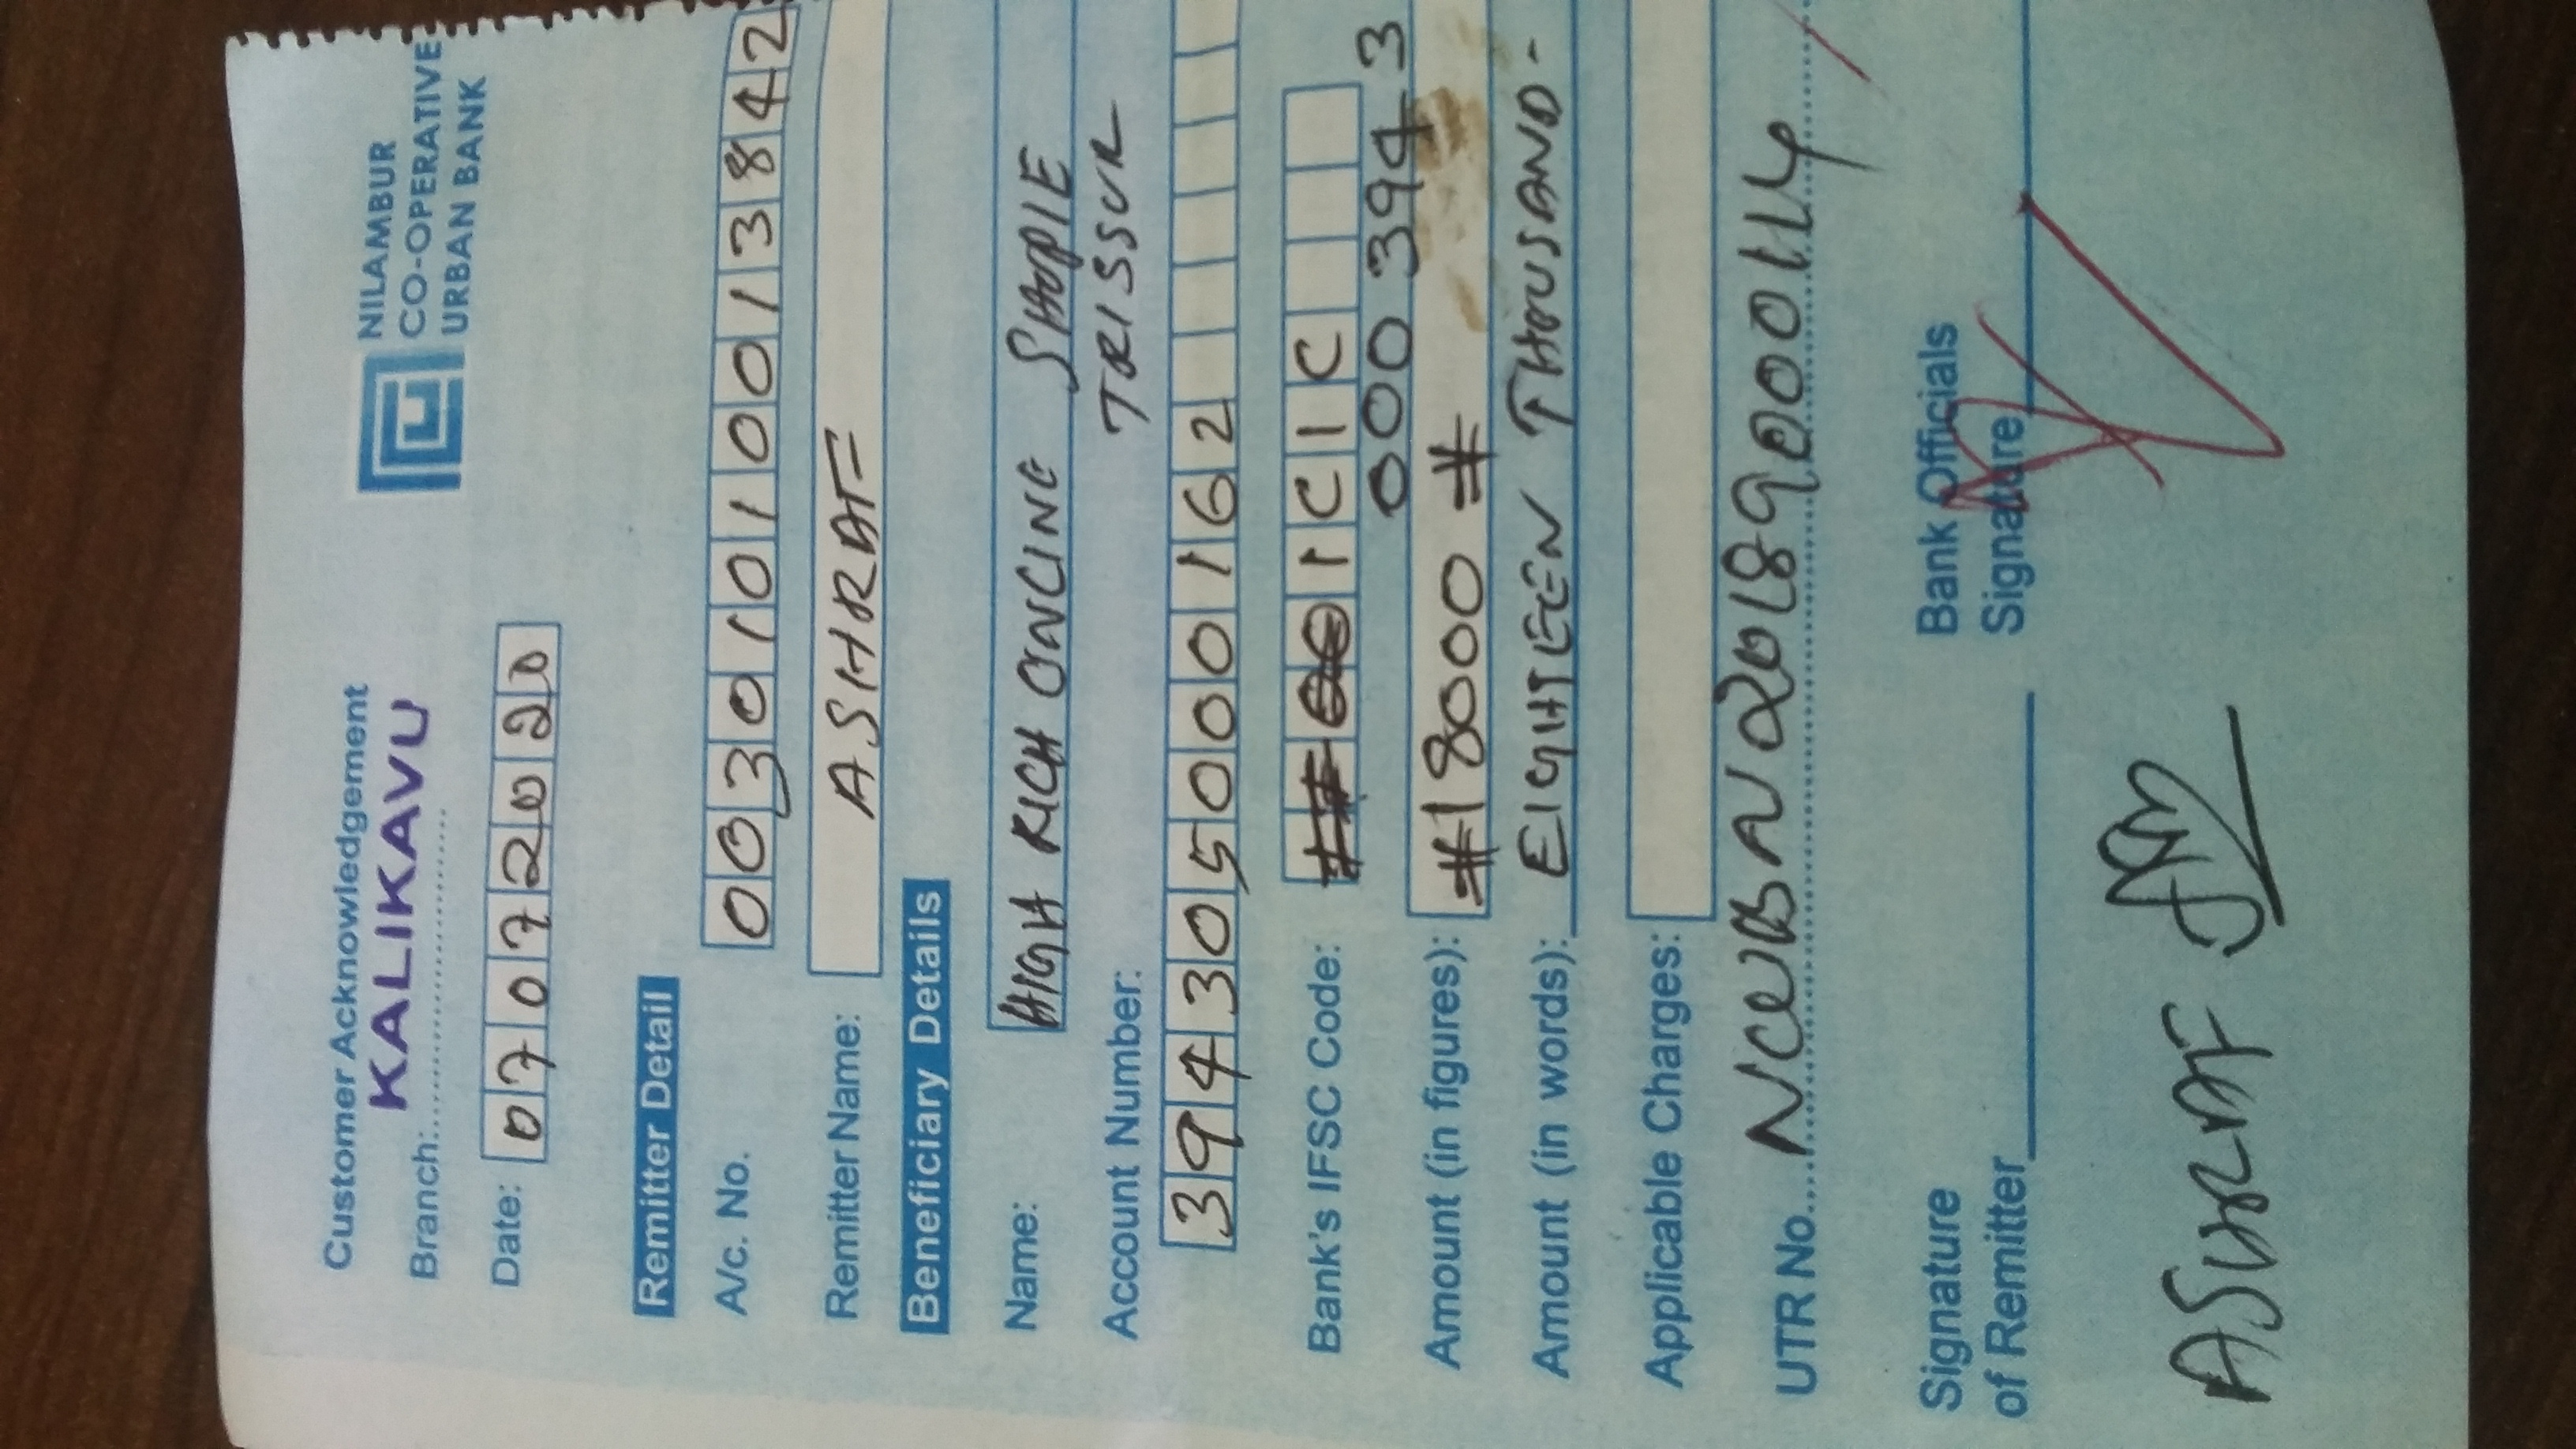 Customer Acknowledgement
KALIKAVU
Branch:
NILAMBUR
CO-OPERATIVE
URBAN BANK
Date: 07072020
Remitter Detail
A/c. No. 00301010013842
Remitter Name: ASHRAF
Beneficiary Details
Name: HIGH RICH ONLINE SHOPIE
TRISSUR
Account Number:
394305000162
Bank's IFSC Code: ICIC
0003943
Amount (in figures): #18000 #
Amount (in words): EIGHTEEN THOUSAND -
Applicable Charges:
UTR No.... NCUBN20189000114
Signature
of Remitter
Bank Officials
Signature
ASHRAF